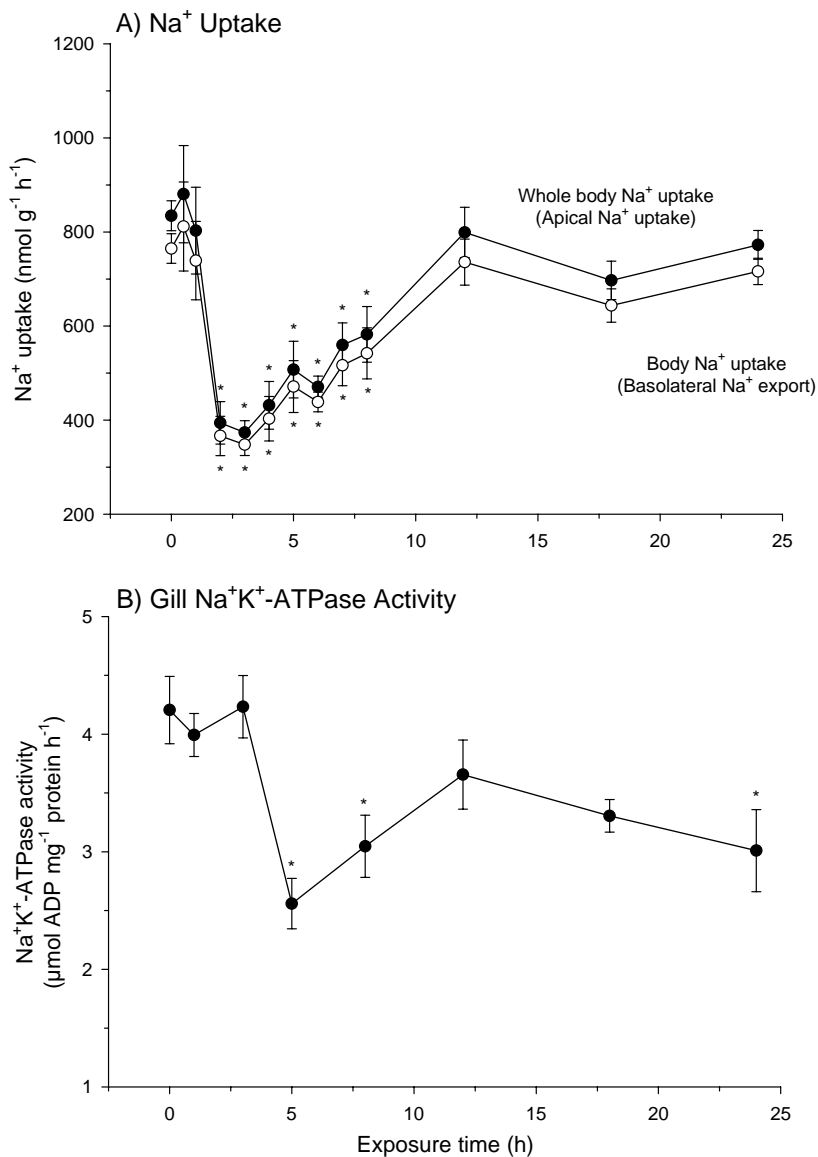 A) Na⁺ Uptake
1200
1000
800
600
400
200
Na⁺ uptake (nmol g⁻¹ h⁻¹)
Whole body Na⁺ uptake
(Apical Na⁺ uptake)
Body Na⁺ uptake
(Basolateral Na⁺ export)
* * * * * * *
* * * * * * *
0 5 10 15 20 25
B) Gill Na⁺K⁺-ATPase Activity
5
4
3
2
1
Na⁺K⁺-ATPase activity
(µmol ADP mg⁻¹ protein h⁻¹)
* * *
0 5 10 15 20 25
Exposure time (h)